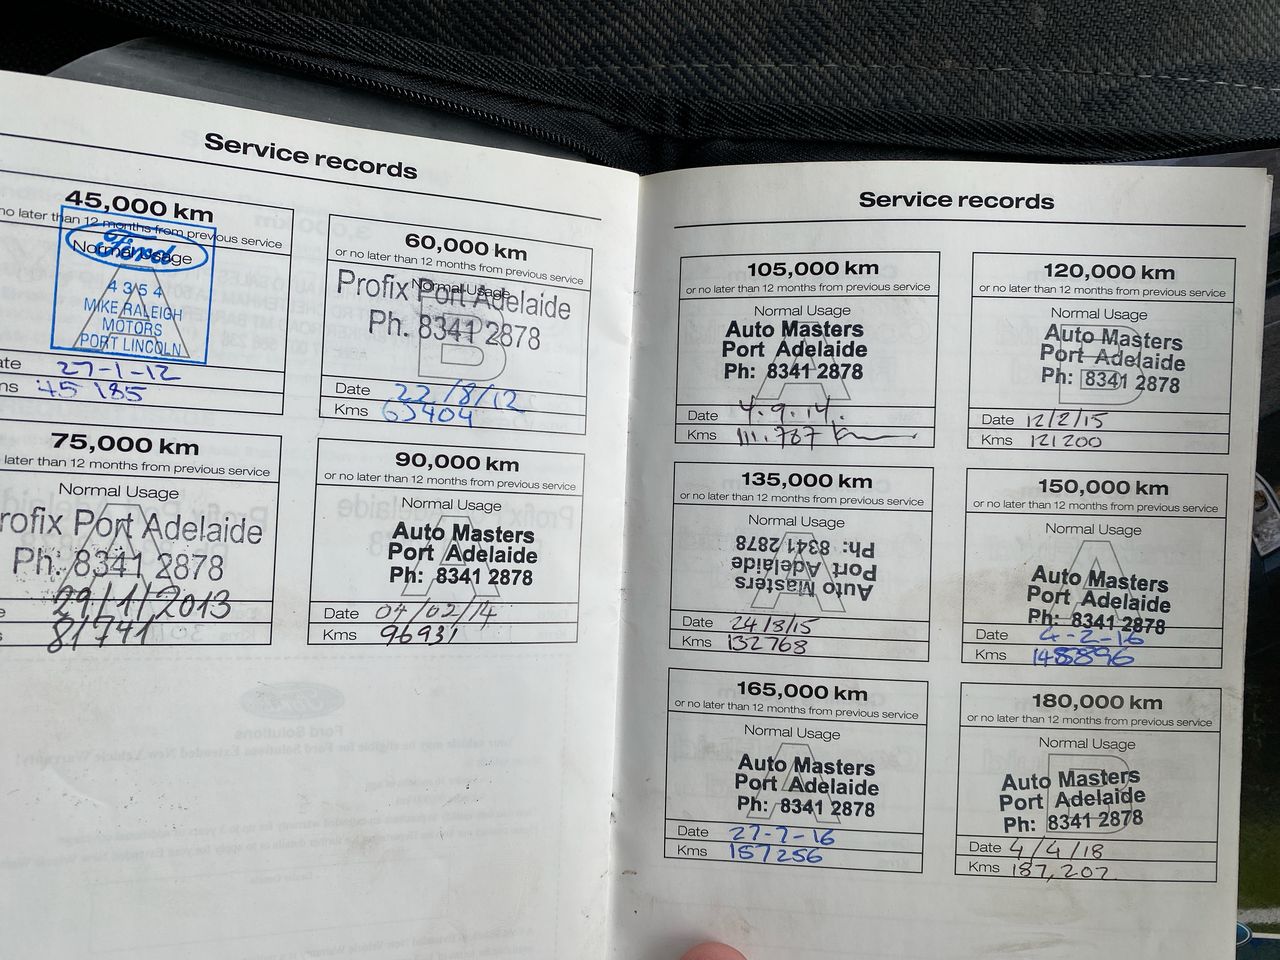 Service records
45,000 km
no later than 12 months from previous service
Normal Usage
Ford
4 3/5 4
MIKE RALEIGH
MOTORS
PORT LINCOLN
A
ate 27-1-12
ms 45 185
60,000 km
or no later than 12 months from previous service
Normal Usage
Profix Port Adelaide
Ph. 8341 2878
B
Date 22/8/12
Kms
75,000 km
later than 12 months from previous service
Normal Usage
rofix Port Adelaide
Ph: 8341 2878
A
29/1/2013
81741
90,000 km
or no later than 12 months from previous service
Normal Usage
Auto Masters
Port Adelaide
Ph: 8341 2878
A
Date 04/02/14
Kms 96931
Service records
105,000 km
or no later than 12 months from previous service
Normal Usage
Auto Masters
Port Adelaide
Ph: 8341 2878
A
Date 4.9.14.
Kms 111.787 km
120,000 km
or no later than 12 months from previous service
Normal Usage
Auto Masters
Port Adelaide
Ph: 8341 2878
B
Date 12/2/15
Kms 121200
135,000 km
or no later than 12 months from previous service
Normal Usage
Auto Masters
Port Adelaide
Ph: 8341 2878
A
Date 24/8/15
Kms 132768
150,000 km
or no later than 12 months from previous service
Normal Usage
Auto Masters
Port Adelaide
Ph: 8341 2878
A
Date 4-2-16
Kms 148896
165,000 km
or no later than 12 months from previous service
Normal Usage
Auto Masters
Port Adelaide
Ph: 8341 2878
A
Date 27-7-16
Kms 157256
180,000 km
or no later than 12 months from previous service
Normal Usage
Auto Masters
Port Adelaide
Ph: 8341 2878
B
Date 4/4/18
Kms 187,207